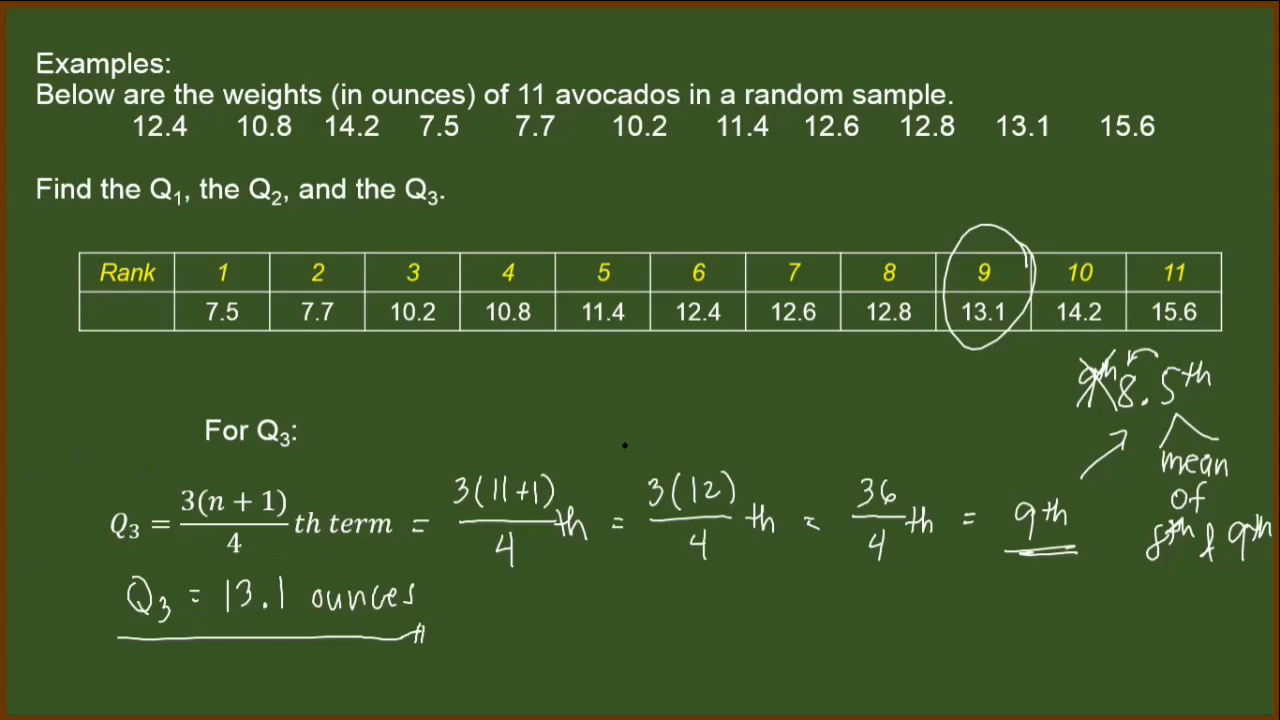 Examples:
Below are the weights (in ounces) of 11 avocados in a random sample.
12.4 10.8 14.2 7.5 7.7 10.2 11.4 12.6 12.8 13.1 15.6
Find the Q₁, the Q₂, and the Q₃.
Rank 1 2 3 4 5 6 7 8 9 10 11
7.5 7.7 10.2 10.8 11.4 12.4 12.6 12.8 13.1 14.2 15.6
9th 8.5th
mean
of
8th & 9th
For Q₃:
Q₃ = 3(n + 1)/4 th term = 3(11+1)/4 th = 3(12)/4 th = 36/4 th = 9th
Q₃ = 13.1 ounces